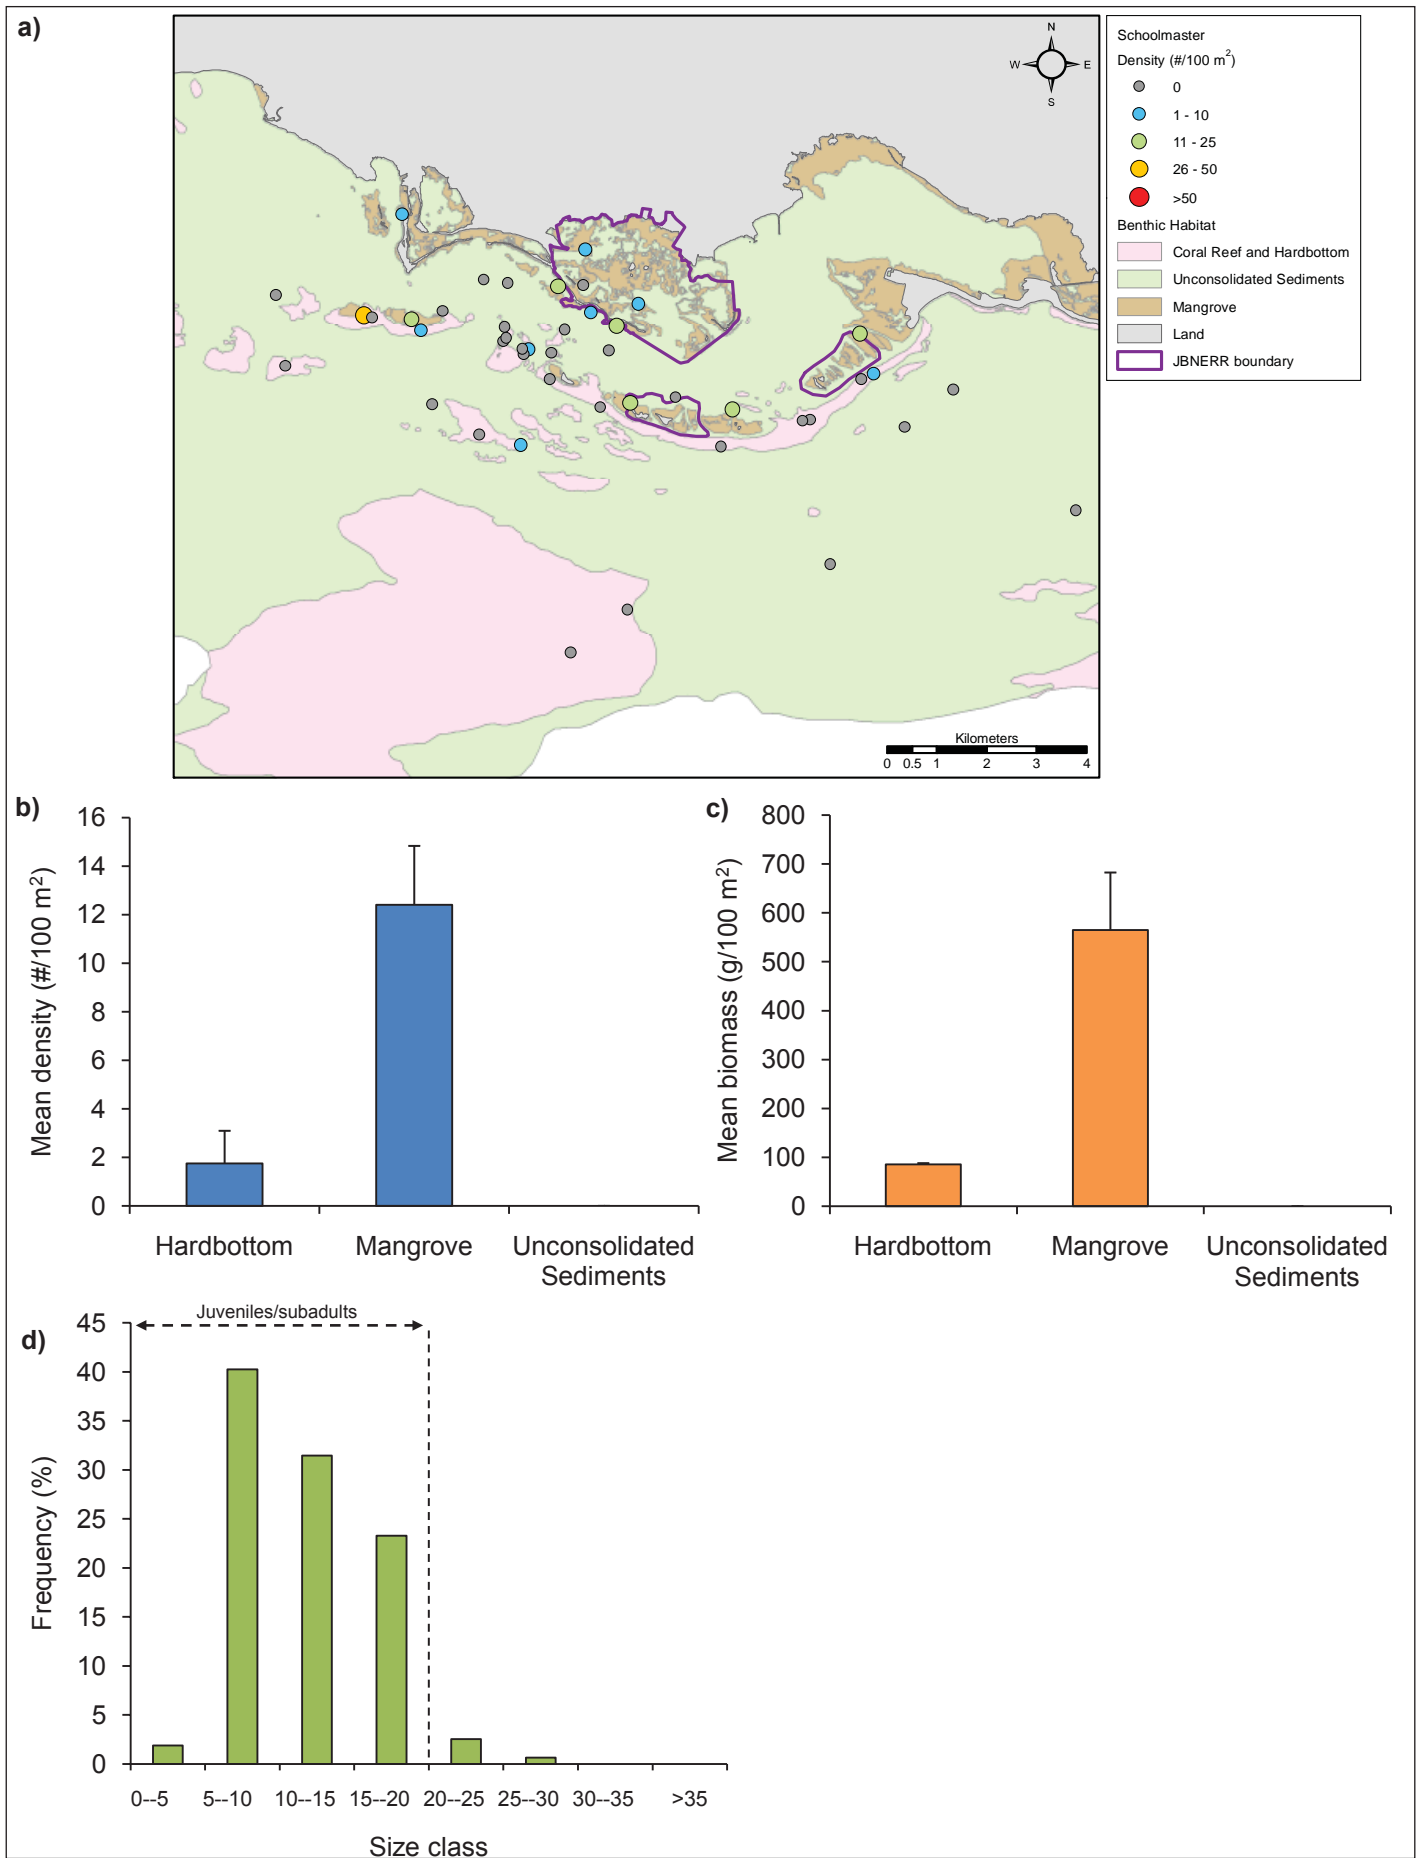 a)
N
W E
S
Schoolmaster
Density (#/100 m²)
0
1 - 10
11 - 25
26 - 50
>50
Benthic Habitat
Coral Reef and Hardbottom
Unconsolidated Sediments
Mangrove
Land
JBNERR boundary
Kilometers
0 0.5 1 2 3 4
b)
Mean density (#/100 m²)
16
14
12
10
8
6
4
2
0
Hardbottom Mangrove Unconsolidated
Sediments
c)
Mean biomass (g/100 m²)
800
700
600
500
400
300
200
100
0
Hardbottom Mangrove Unconsolidated
Sediments
d)
Juveniles/subadults
Frequency (%)
45
40
35
30
25
20
15
10
5
0
0--5 5--10 10--15 15--20 20--25 25--30 30--35 >35
Size class